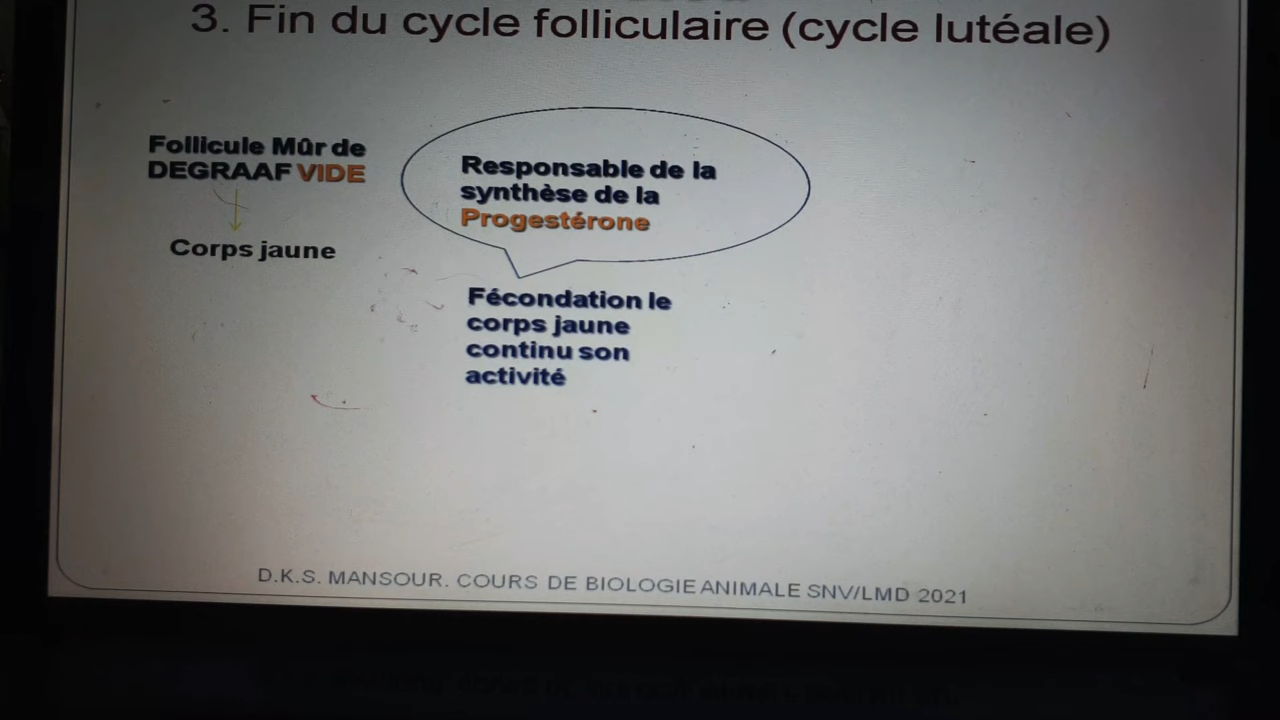 3. Fin du cycle folliculaire (cycle lutéale)
Follicule Mûr de
DEGRAAF VIDE
Corps jaune
Responsable de la
synthèse de la
Progestérone
Fécondation le
corps jaune
continu son
activité
D.K.S. MANSOUR. COURS DE BIOLOGIE ANIMALE SNV/LMD 2021